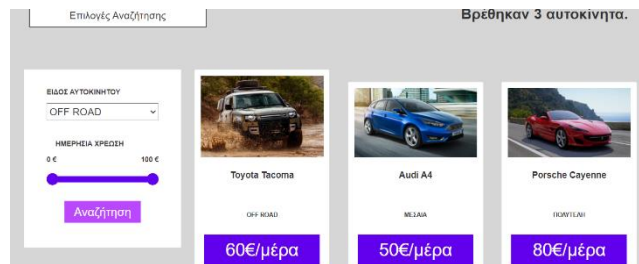 Επιλογές Αναζήτησης
Βρέθηκαν 3 αυτοκίνητα.
ΕΙΔΟΣ ΑΥΤΟΚΙΝΗΤΟΥ
OFF ROAD
ΗΜΕΡΗΣΙΑ ΧΡΕΩΣΗ
0 € 100 €
Αναζήτηση
Toyota Tacoma
OFF ROAD
60€/μέρα
Audi A4
ΜΕΣΑΙΑ
50€/μέρα
Porsche Cayenne
ΠΟΛΥΤΕΛΗ
80€/μέρα